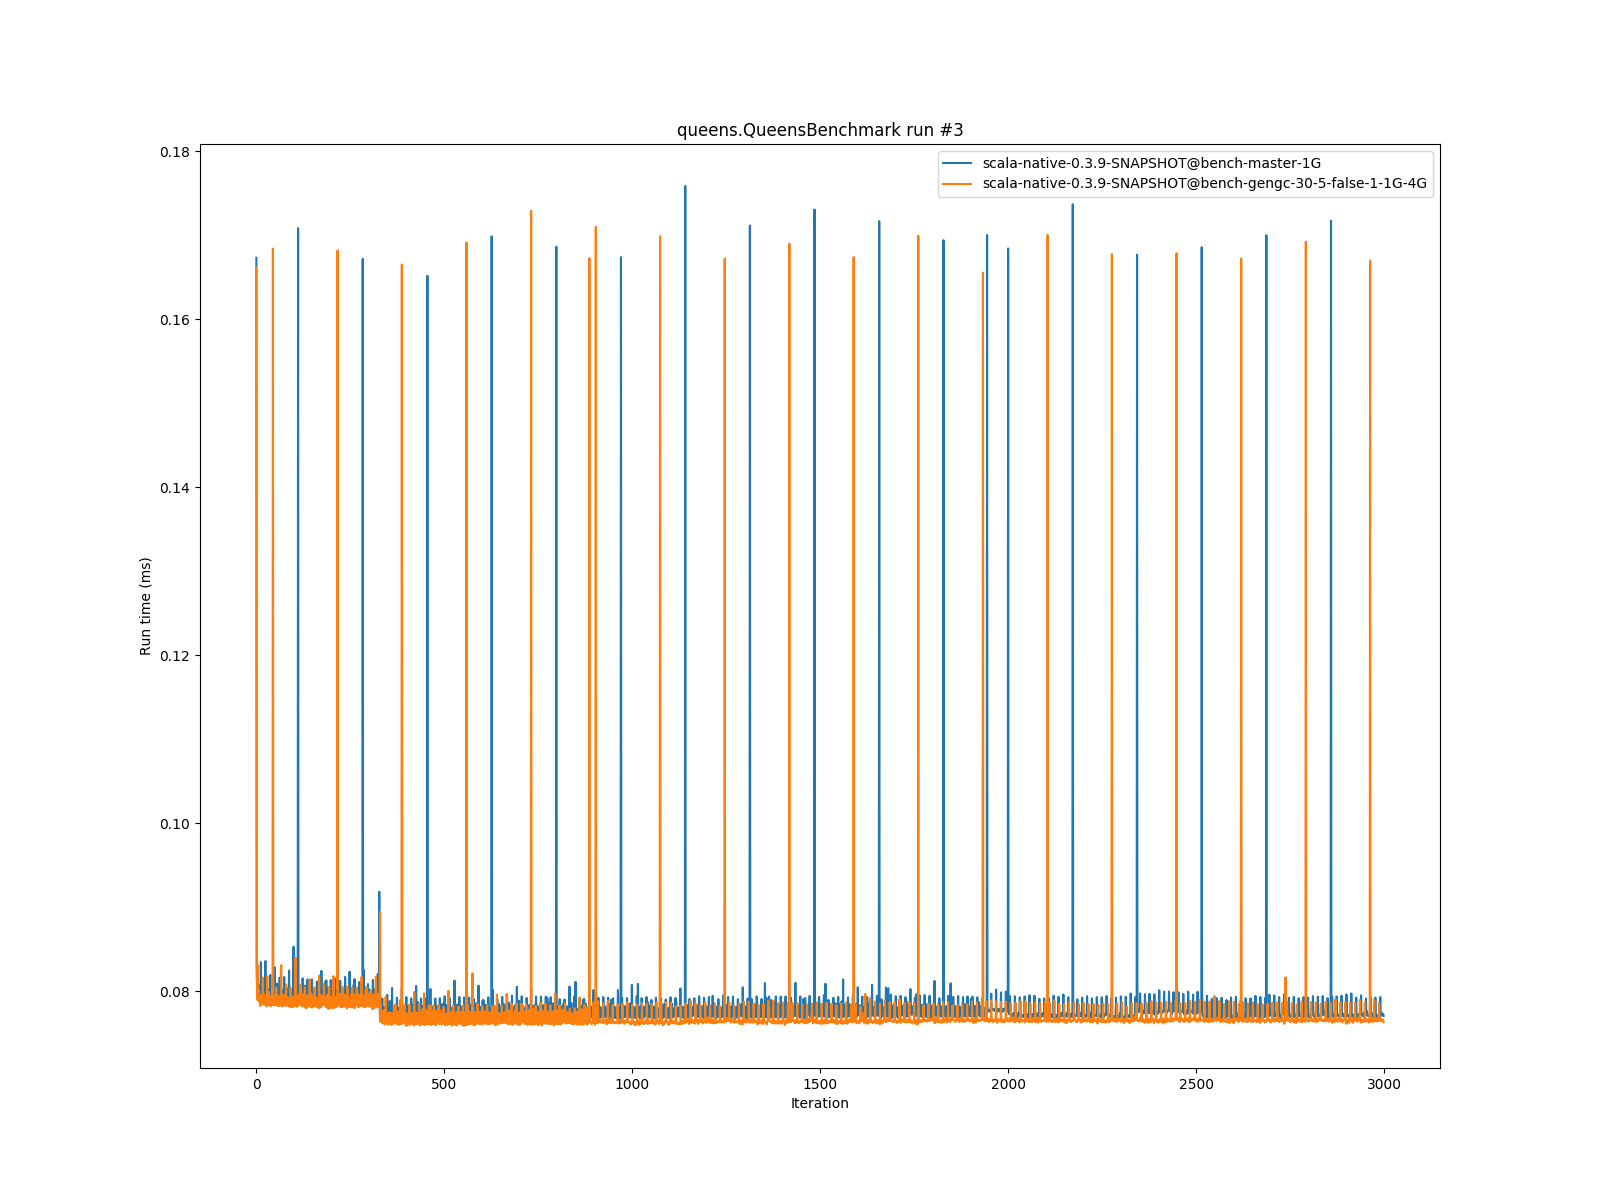 queens.QueensBenchmark run #3
scala-native-0.3.9-SNAPSHOT@bench-master-1G
scala-native-0.3.9-SNAPSHOT@bench-gengc-30-5-false-1-1G-4G
Run time (ms)
0.18
0.16
0.14
0.12
0.10
0.08
0 500 1000 1500 2000 2500 3000
Iteration